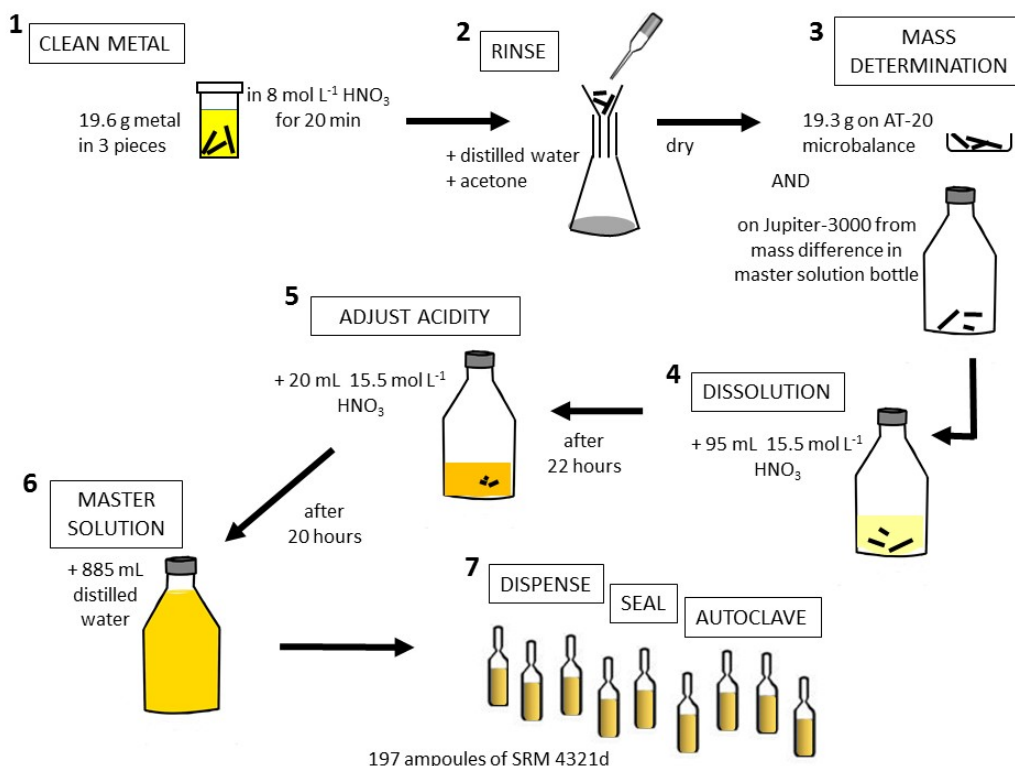 1
CLEAN METAL
19.6 g metal
in 3 pieces
in 8 mol L⁻¹ HNO₃
for 20 min
2
RINSE
+ distilled water
+ acetone
dry
3
MASS
DETERMINATION
19.3 g on AT-20
microbalance
AND
on Jupiter-3000 from
mass difference in
master solution bottle
4
DISSOLUTION
+ 95 mL 15.5 mol L⁻¹
HNO₃
after
22 hours
5
ADJUST ACIDITY
+ 20 mL 15.5 mol L⁻¹
HNO₃
after
20 hours
6
MASTER
SOLUTION
+ 885 mL
distilled
water
7
DISPENSE
SEAL
AUTOCLAVE
197 ampoules of SRM 4321d